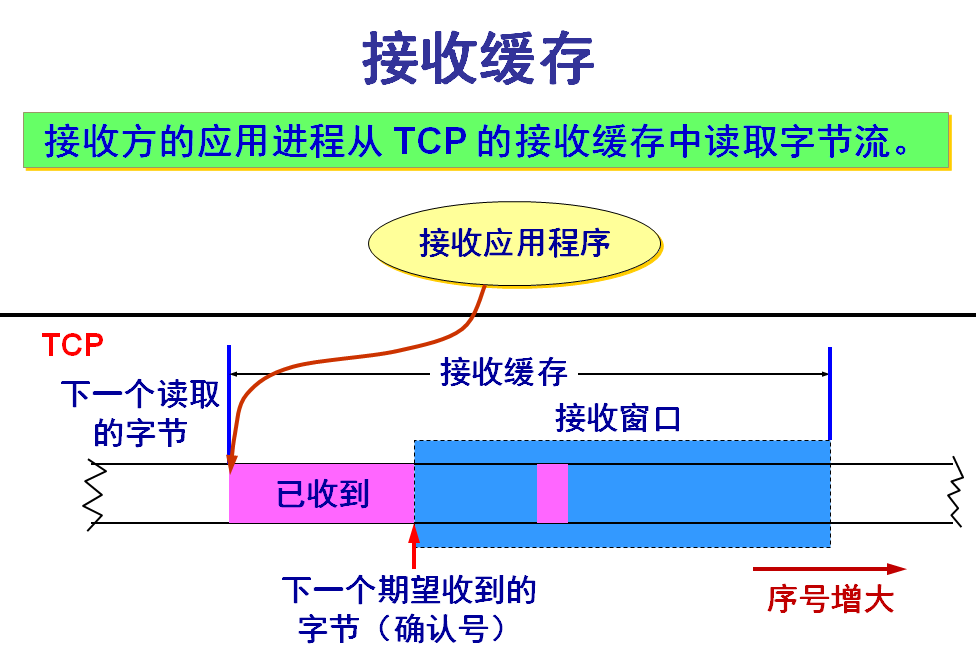 接收缓存
接收方的应用进程从 TCP 的接收缓存中读取字节流。
接收应用程序
TCP
下一个读取
的字节
接收缓存
接收窗口
已收到
下一个期望收到的
字节（确认号）
序号增大